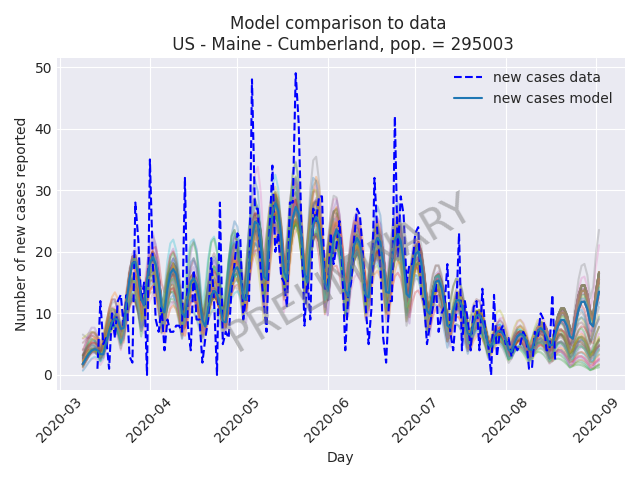 Model comparison to data
US - Maine - Cumberland, pop. = 295003
new cases data
new cases model
Number of new cases reported
50
40
30
20
10
0
PRELIMINARY
2020-03
2020-04
2020-05
2020-06
2020-07
2020-08
2020-09
Day